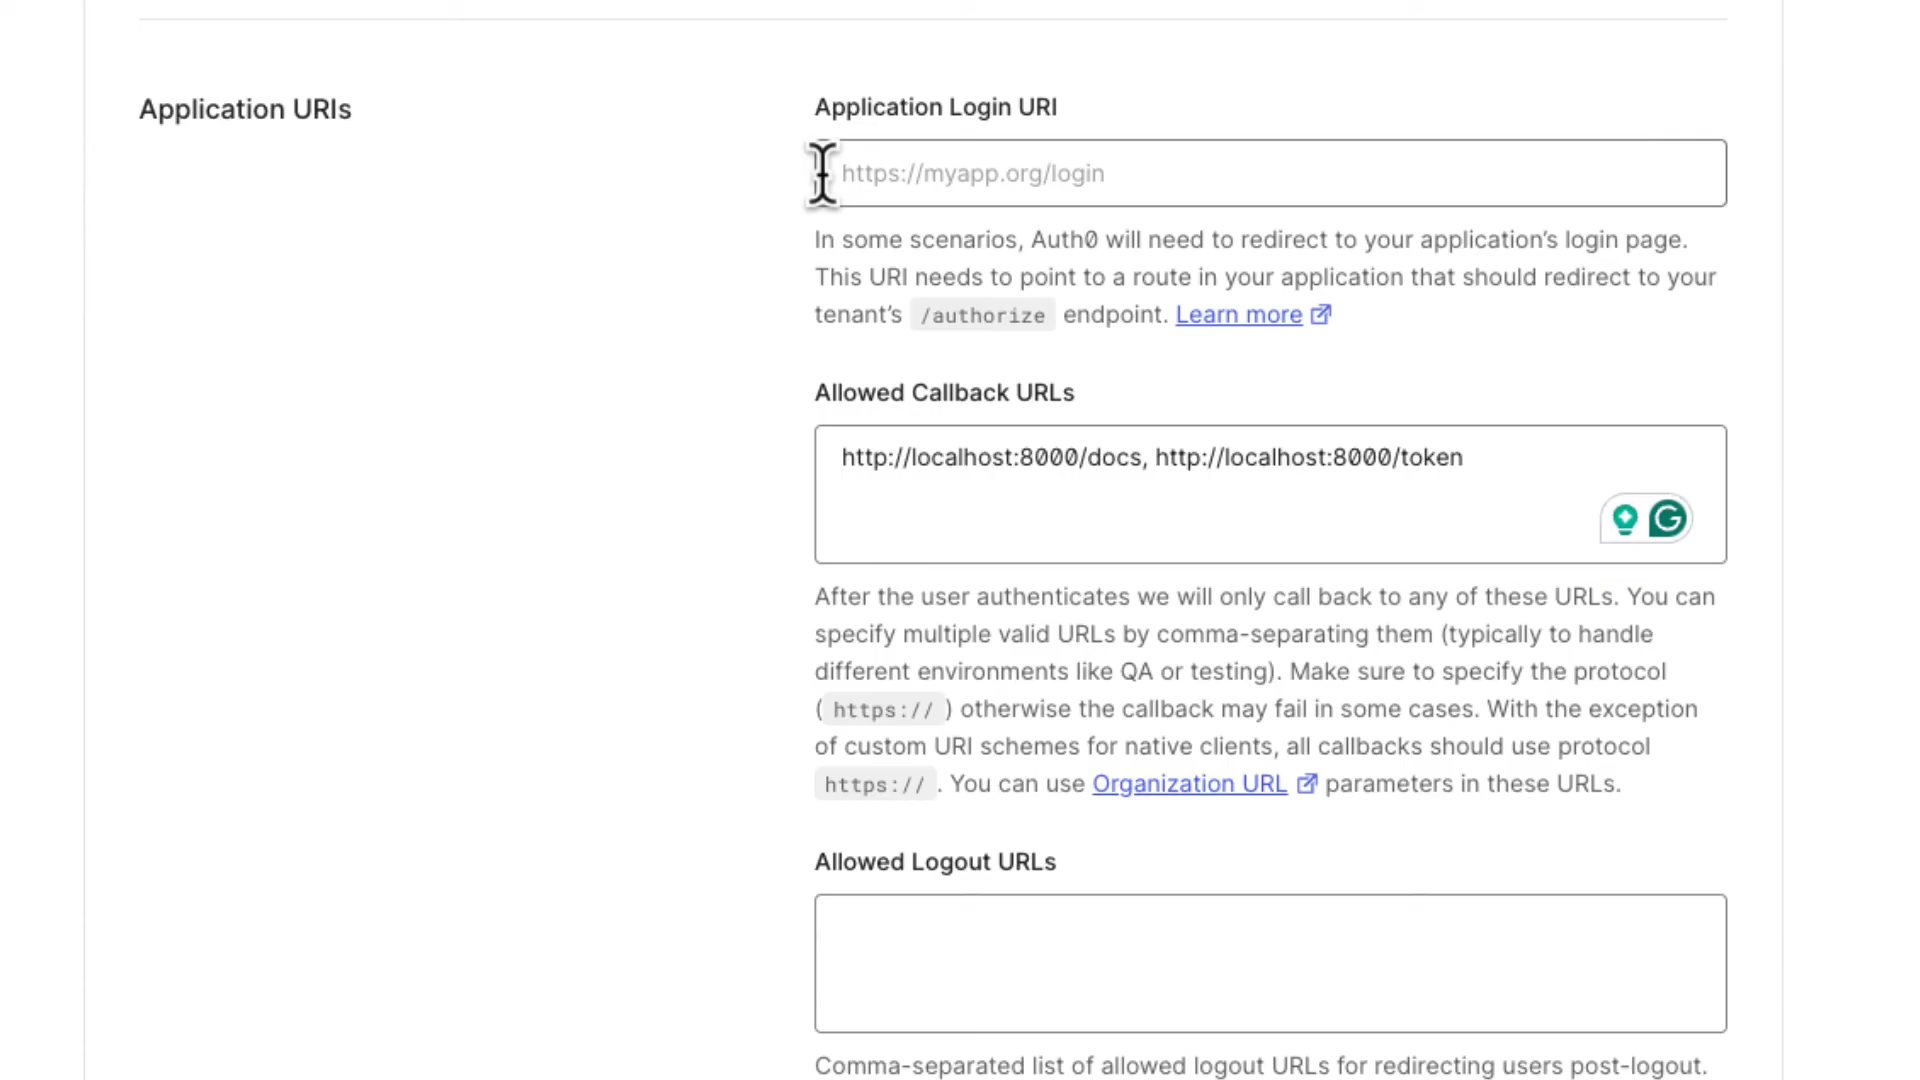 Application URIs
Application Login URI
https://myapp.org/login
In some scenarios, Auth0 will need to redirect to your application’s login page.
This URI needs to point to a route in your application that should redirect to your
tenant’s /authorize endpoint. Learn more
Allowed Callback URLs
http://localhost:8000/docs, http://localhost:8000/token
After the user authenticates we will only call back to any of these URLs. You can
specify multiple valid URLs by comma-separating them (typically to handle
different environments like QA or testing). Make sure to specify the protocol
( https:// ) otherwise the callback may fail in some cases. With the exception
of custom URI schemes for native clients, all callbacks should use protocol
https:// . You can use Organization URL parameters in these URLs.
Allowed Logout URLs
Comma-separated list of allowed logout URLs for redirecting users post-logout.